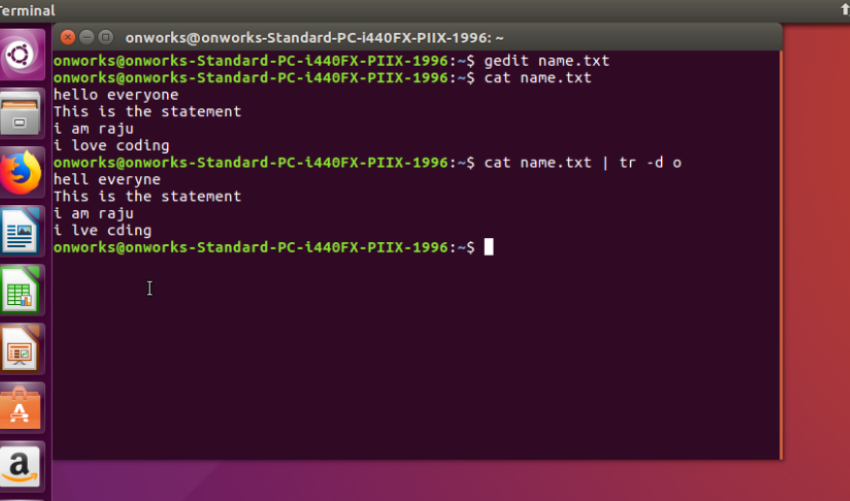 Terminal
onworks@onworks-Standard-PC-i440FX-PIIX-1996: ~
onworks@onworks-Standard-PC-i440FX-PIIX-1996:~$ gedit name.txt
onworks@onworks-Standard-PC-i440FX-PIIX-1996:~$ cat name.txt
hello everyone
This is the statement
i am raju
i love coding
onworks@onworks-Standard-PC-i440FX-PIIX-1996:~$ cat name.txt | tr -d o
hell everyne
This is the statement
i am raju
i lve cding
onworks@onworks-Standard-PC-i440FX-PIIX-1996:~$